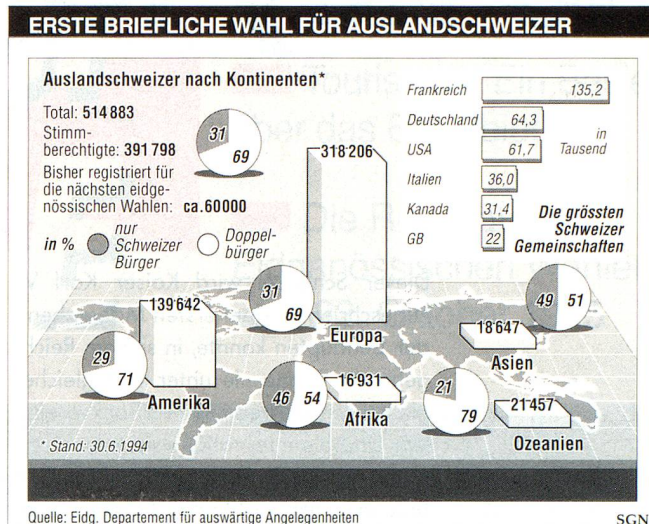 ERSTE BRIEFLICHE WAHL FÜR AUSLANDSCHWEIZER
Auslandschweizer nach Kontinenten*
Total: 514 883
Stimm-
berechtigte: 391 798
Bisher registriert für
die nächsten eidge-
nössischen Wahlen: ca. 60 000
in %
nur
Schweizer
Bürger
Doppel-
bürger
31
69
Frankreich 135,2
Deutschland 64,3
USA 61,7
Italien 36,0
Kanada 31,4
GB 22
in
Tausend
Die grössten
Schweizer
Gemeinschaften
318'206
31
69
Europa
139'642
29
71
Amerika
16'931
46 54
Afrika
49 51
18'647
Asien
21
79
21'457
Ozeanien
* Stand: 30.6.1994
Quelle: Eidg. Departement für auswärtige Angelegenheiten
SGN